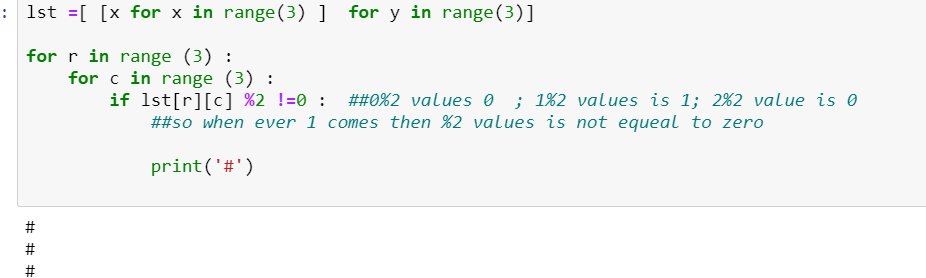 : lst =[ [x for x in range(3) ]  for y in range(3)]
for r in range (3) :
for c in range (3) :
if lst[r][c] %2 !=0 :  ##0%2 values 0  ; 1%2 values is 1; 2%2 value is 0
##so when ever 1 comes then %2 values is not equeal to zero
print('#')
#
#
#